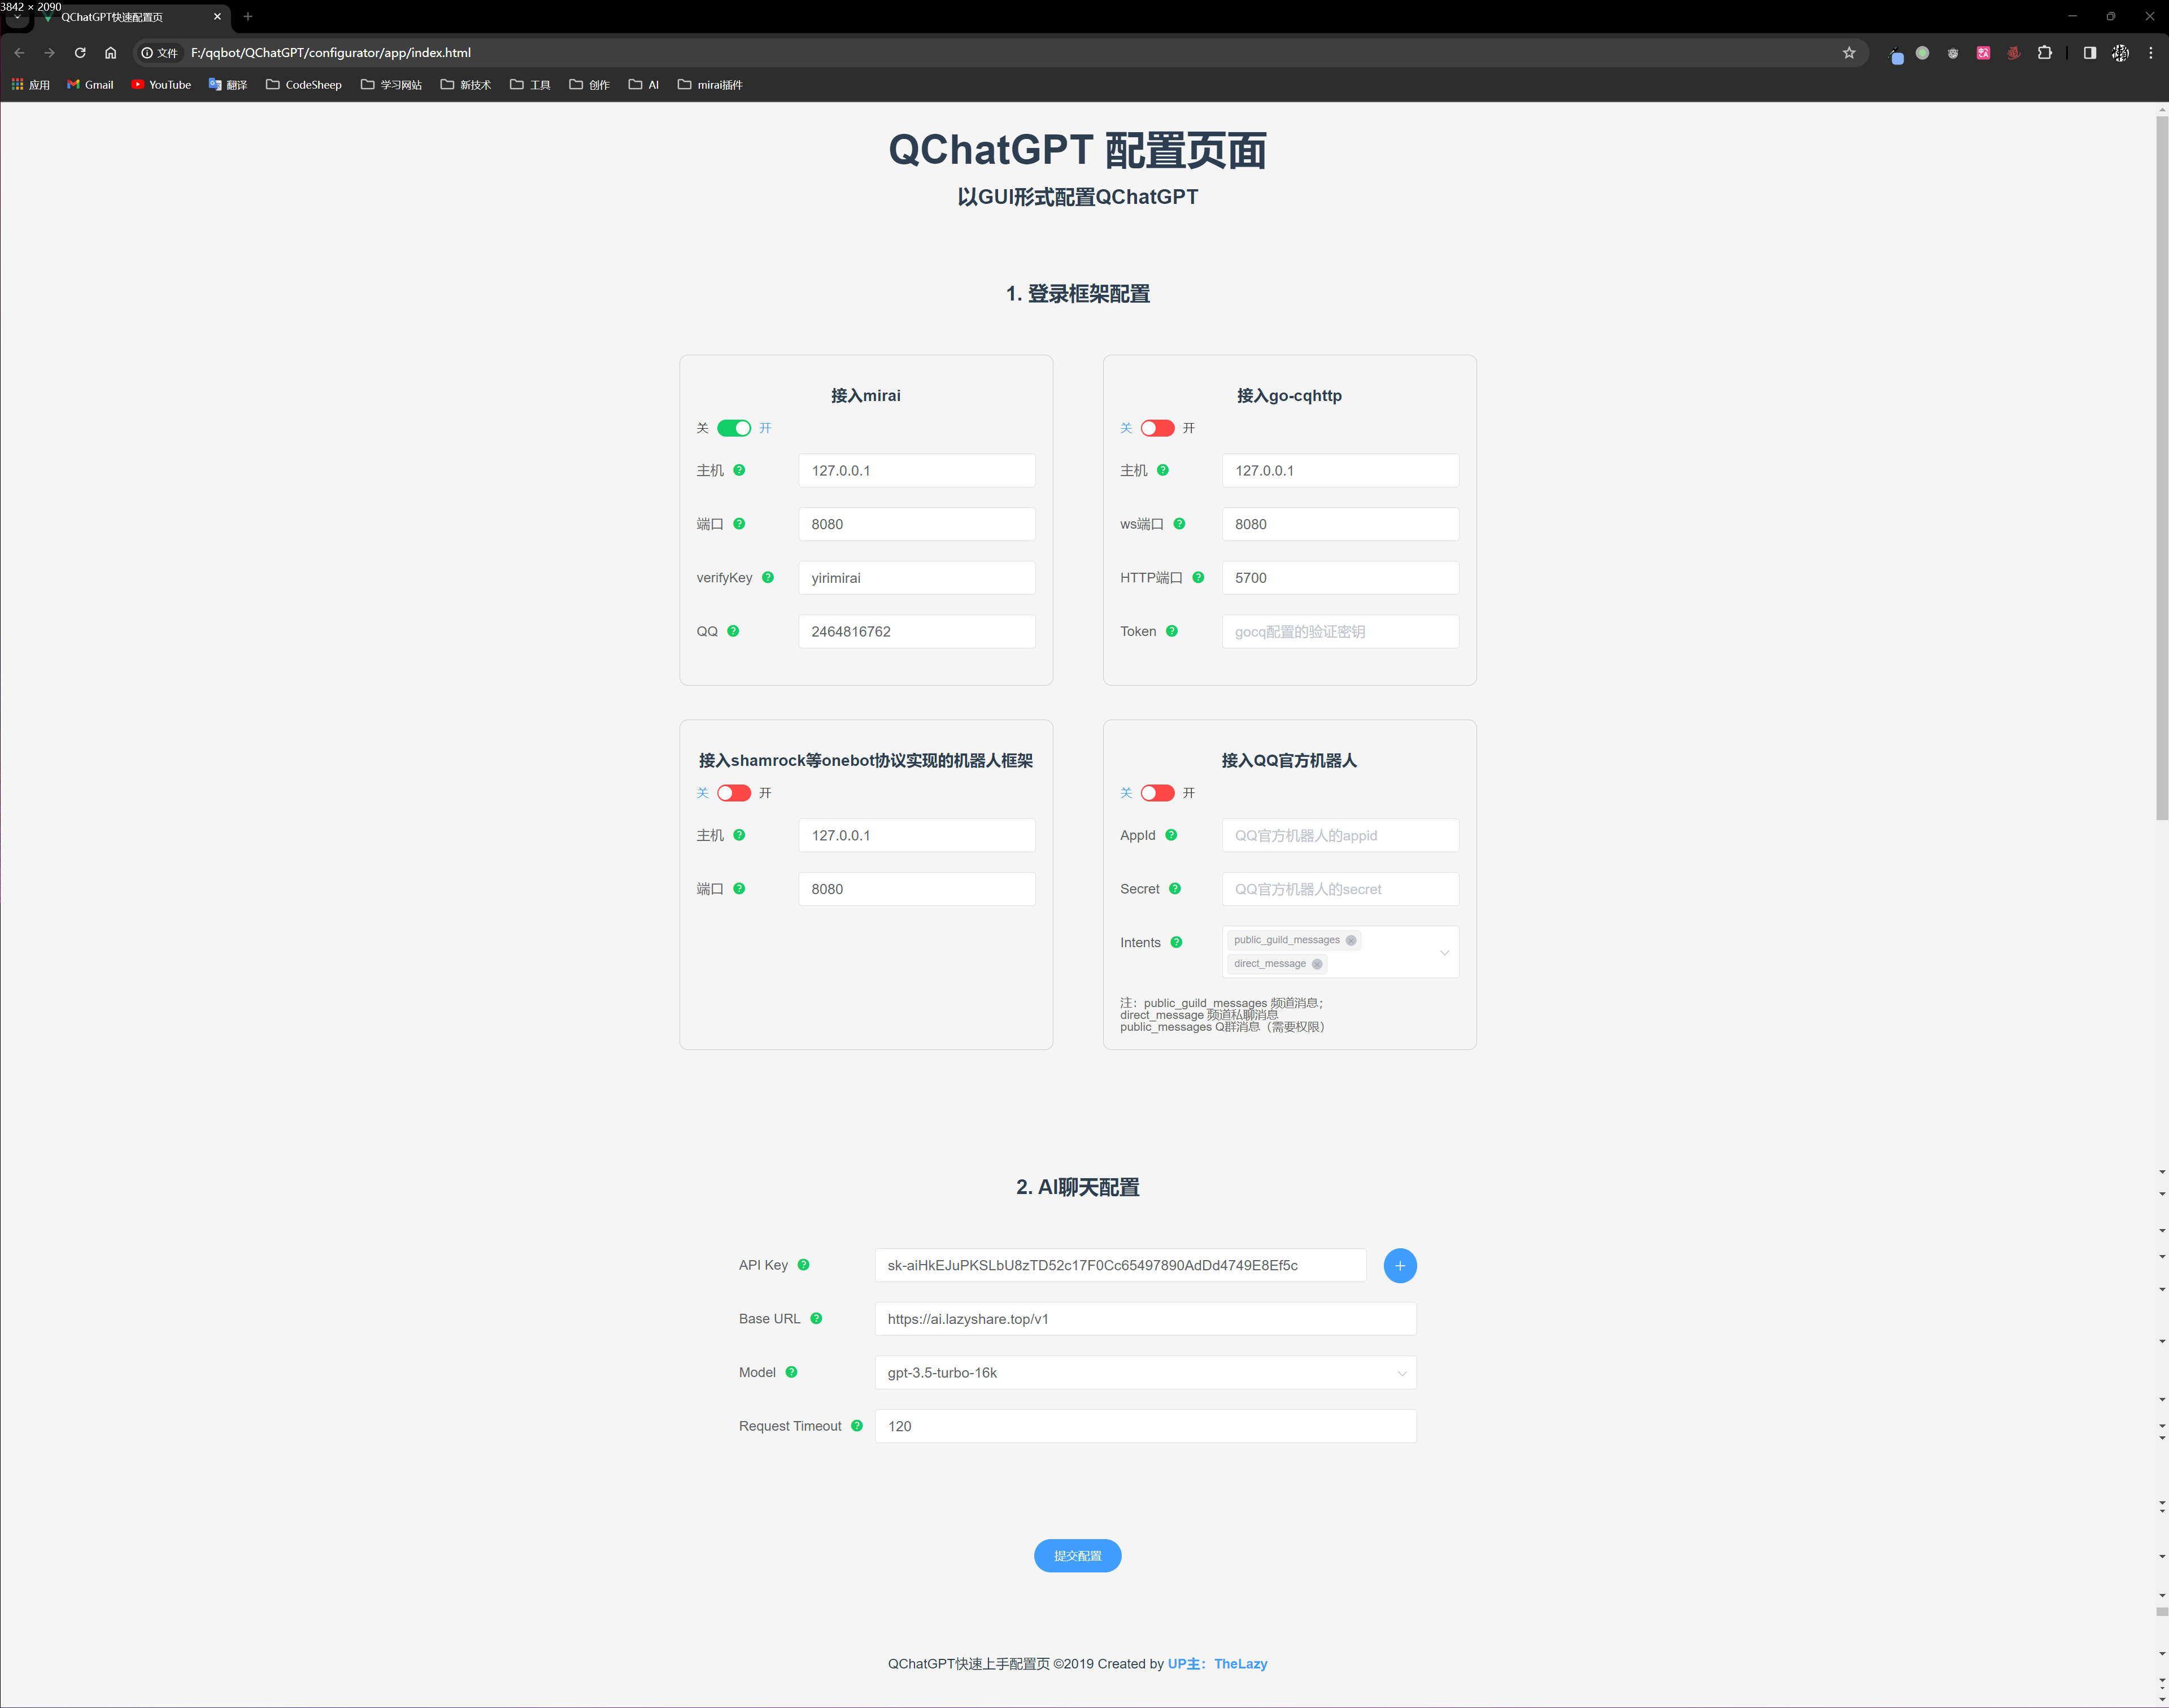 3842 × 2090
QChatGPT快速配置页
文件 F:/qqbot/QChatGPT/configurator/app/index.html
应用 Gmail YouTube 翻译 CodeSheep 学习网站 新技术 工具 创作 AI mirai插件
QChatGPT 配置页面
以GUI形式配置QChatGPT
1. 登录框架配置
接入mirai
关 开
主机 ? 127.0.0.1
端口 ? 8080
verifyKey ? yirimirai
QQ ? 2464816762
接入go-cqhttp
关 开
主机 ? 127.0.0.1
ws端口 ? 8080
HTTP端口 ? 5700
Token ? gocq配置的验证密钥
接入shamrock等onebot协议实现的机器人框架
关 开
主机 ? 127.0.0.1
端口 ? 8080
接入QQ官方机器人
关 开
AppId ? QQ官方机器人的appid
Secret ? QQ官方机器人的secret
Intents ? public_guild_messages
direct_message
注：public_guild_messages 频道消息；
direct_message 频道私聊消息
public_messages Q群消息（需要权限）
2. AI聊天配置
API Key ? sk-aiHkEJuPKSLbU8zTD52c17F0Cc65497890AdDd4749E8Ef5c
Base URL ? https://ai.lazyshare.top/v1
Model ? gpt-3.5-turbo-16k
Request Timeout ? 120
提交配置
QChatGPT快速上手配置页 ©2019 Created by UP主：TheLazy